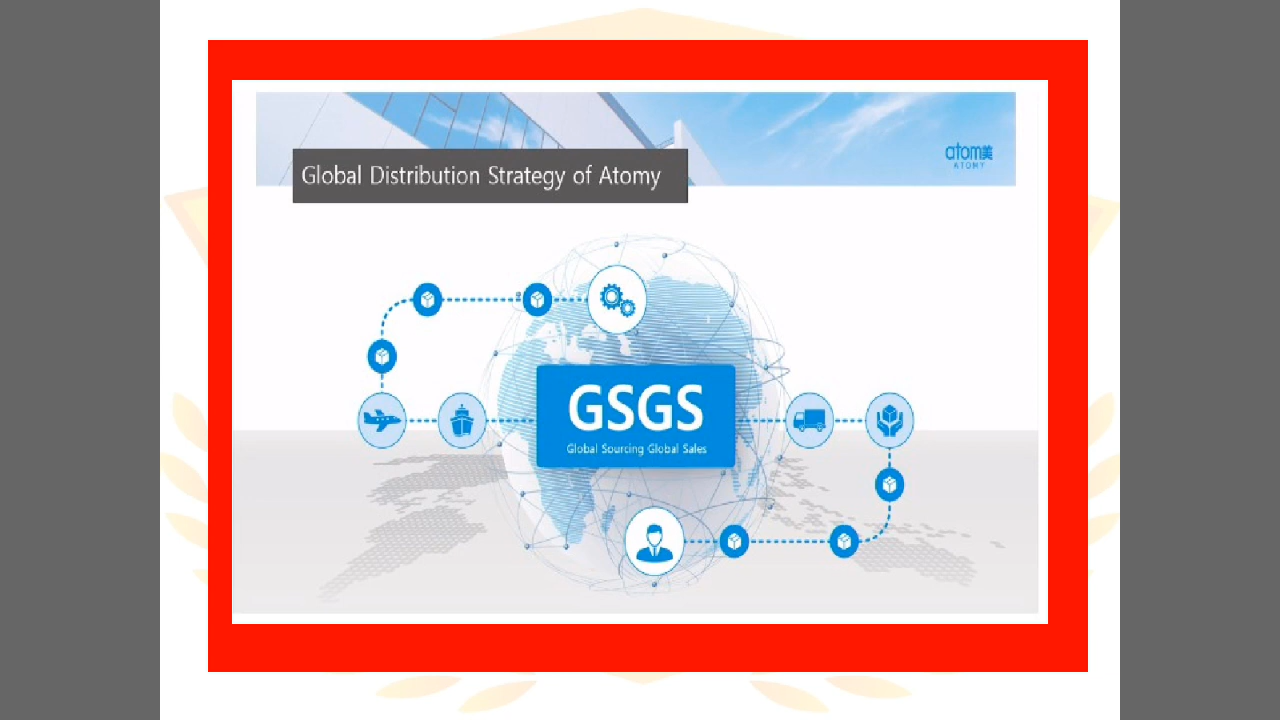 atom美
ATOMY
Global Distribution Strategy of Atomy
GSGS
Global Sourcing Global Sales